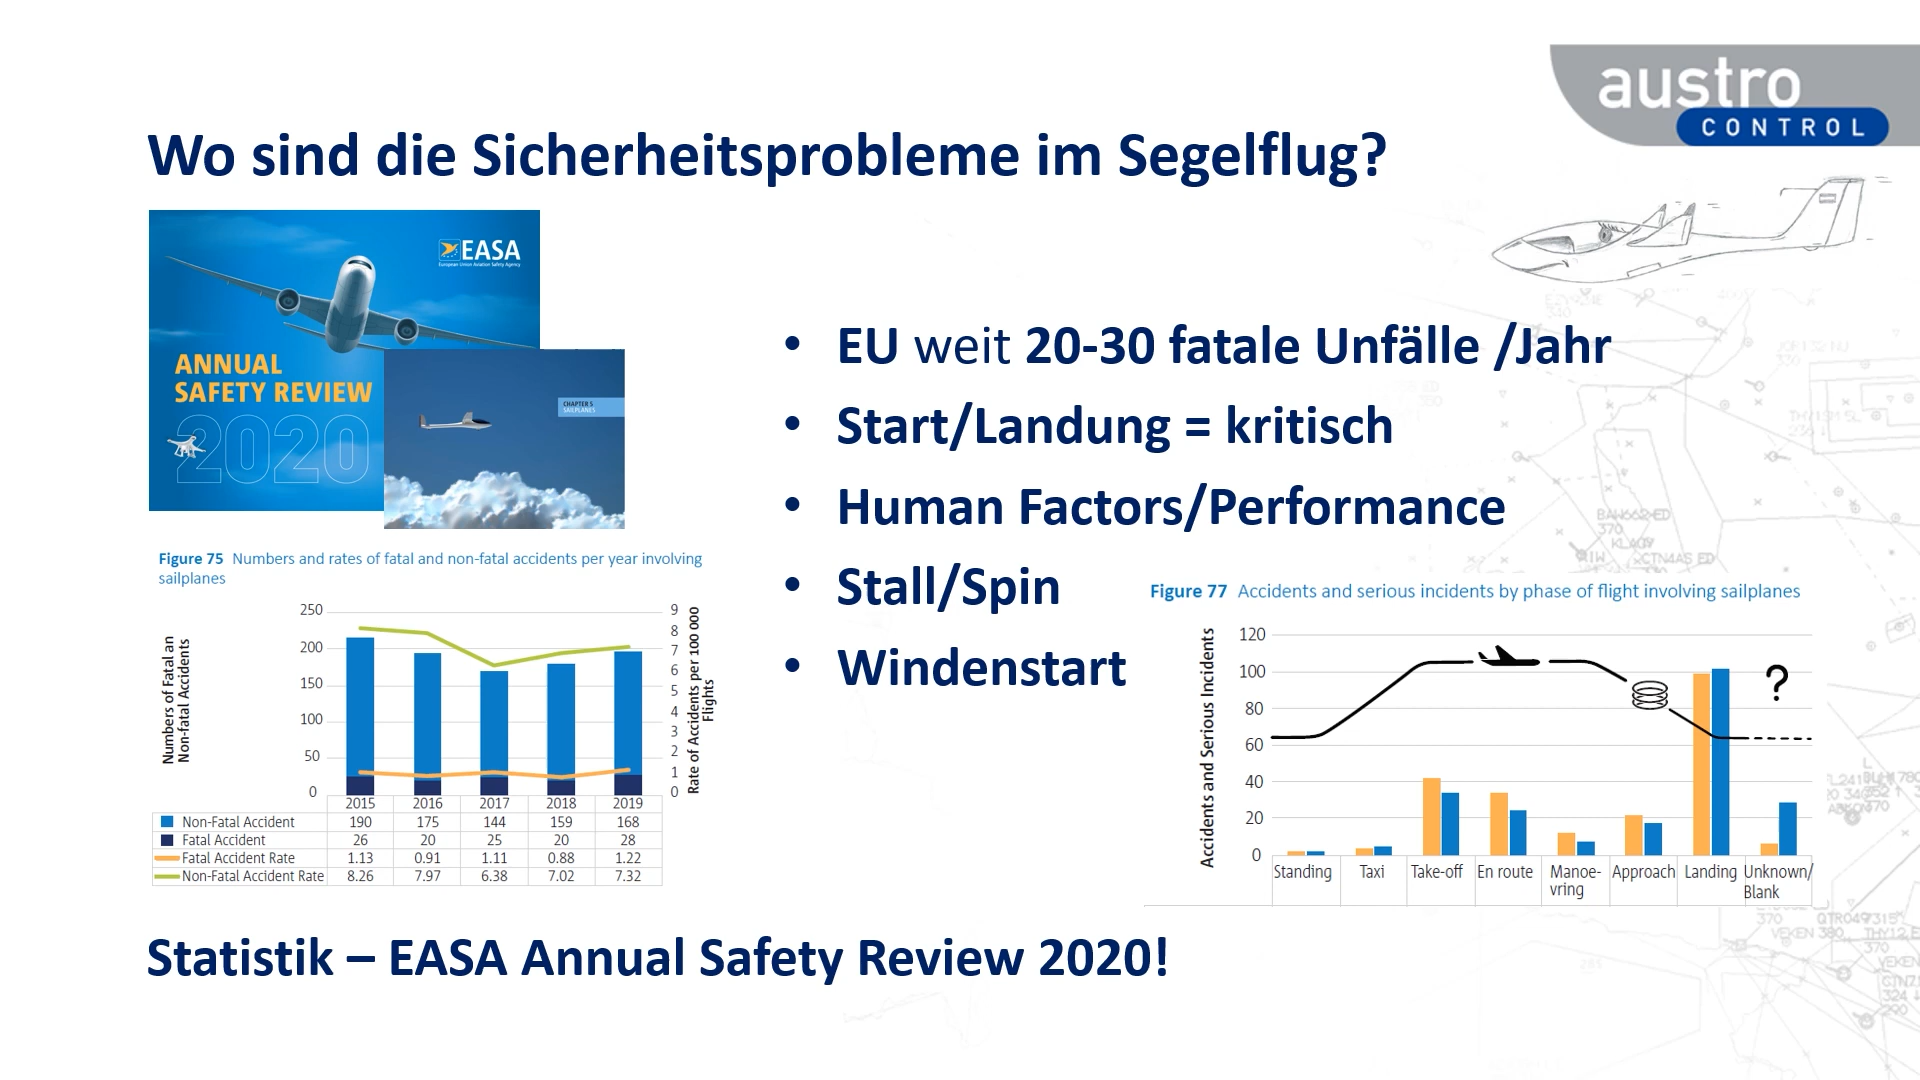 austro
CONTROL
Wo sind die Sicherheitsprobleme im Segelflug?
EASA
European Union Aviation Safety Agency
ANNUAL
SAFETY REVIEW
2020
CHAPTER 5
SAILPLANES
• EU weit 20-30 fatale Unfälle /Jahr
• Start/Landung = kritisch
• Human Factors/Performance
• Stall/Spin
• Windenstart
Figure 75 Numbers and rates of fatal and non-fatal accidents per year involving
sailplanes
Numbers of Fatal an
Non-fatal Accidents
250
200
150
100
50
0
9
8
7
6
5
4
3
2
1
0
Rate of Accidents per 100 000
Flights
2015 2016 2017 2018 2019
Non-Fatal Accident 190 175 144 159 168
Fatal Accident 26 20 25 20 28
Fatal Accident Rate 1.13 0.91 1.11 0.88 1.22
Non-Fatal Accident Rate 8.26 7.97 6.38 7.02 7.32
Figure 77 Accidents and serious incidents by phase of flight involving sailplanes
Accidents and Serious Incidents
120
100
80
60
40
20
0
?
Standing Taxi Take-off En route Manoe-
vring Approach Landing Unknown/
Blank
Statistik – EASA Annual Safety Review 2020!